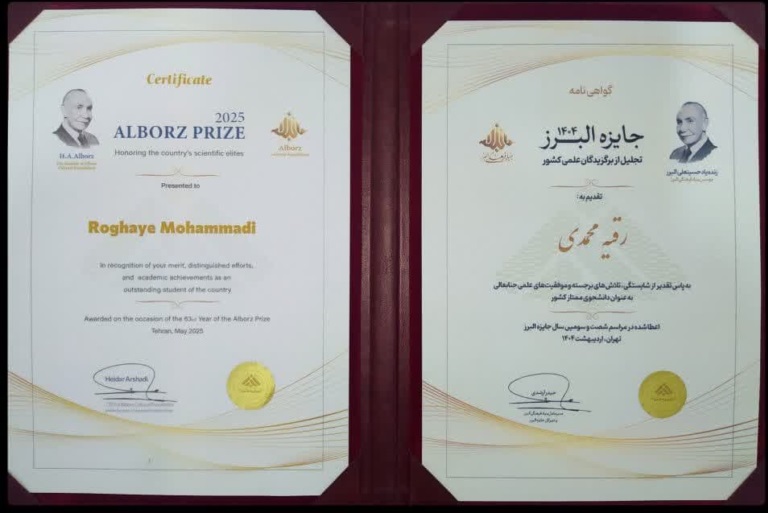 Certificate
2025
ALBORZ PRIZE
Honoring the country's scientific elites
H.A.Alborz
Alborz
Presented to
Roghaye Mohammadi
In recognition of your merit, distinguished efforts,
and academic achievements as an
outstanding student of the country
Awarded on the occasion of the 63rd Year of the Alborz Prize
Tehran, May 2025
Heidar Arshadi
گواهی نامه
جایزه البرز ۱۴۰۴
تجلیل از برگزیدگان علمی کشور
زنده‌یاد حسینعلی البرز
تقدیم به:
رقیه محمدی
به پاس تقدیر از شایستگی، تلاش‌های برجسته و موفقیت‌های علمی جنابعالی
به عنوان دانشجوی ممتاز کشور
اعطا شده در مراسم شصت و سومین سال جایزه البرز
تهران، اردیبهشت ۱۴۰۴
حیدر ارشدی